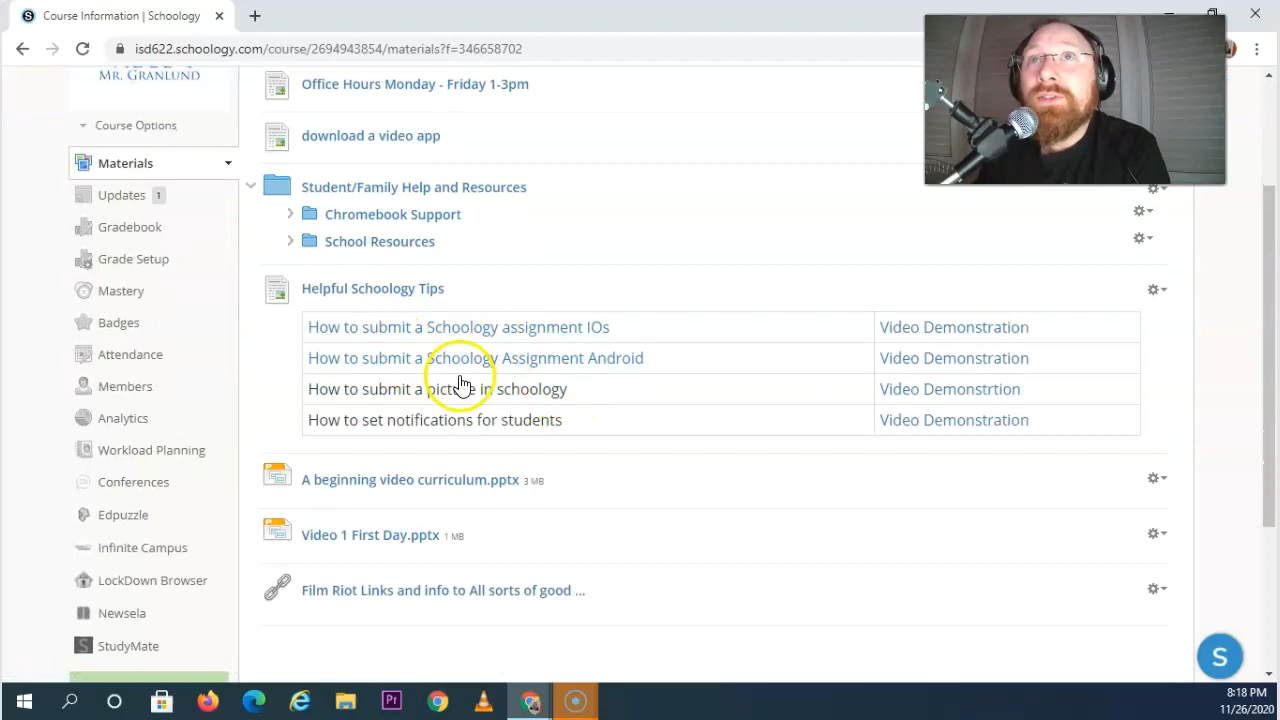 Course Information | Schoology
isd622.schoology.com/course/2694943854/materials?f=346658702
MR. GRANLUND
Course Options
Materials
Updates 1
Gradebook
Grade Setup
Mastery
Badges
Attendance
Members
Analytics
Workload Planning
Conferences
Edpuzzle
Infinite Campus
LockDown Browser
Newsela
StudyMate
Office Hours Monday - Friday 1-3pm
download a video app
Student/Family Help and Resources
Chromebook Support
School Resources
Helpful Schoology Tips
How to submit a Schoology assignment IOs Video Demonstration
How to submit a Schoology Assignment Android Video Demonstration
How to submit a picture in schoology Video Demonstrtion
How to set notifications for students Video Demonstration
A beginning video curriculum.pptx 3 MB
Video 1 First Day.pptx 1 MB
Film Riot Links and info to All sorts of good ...
S
8:18 PM
11/26/2020